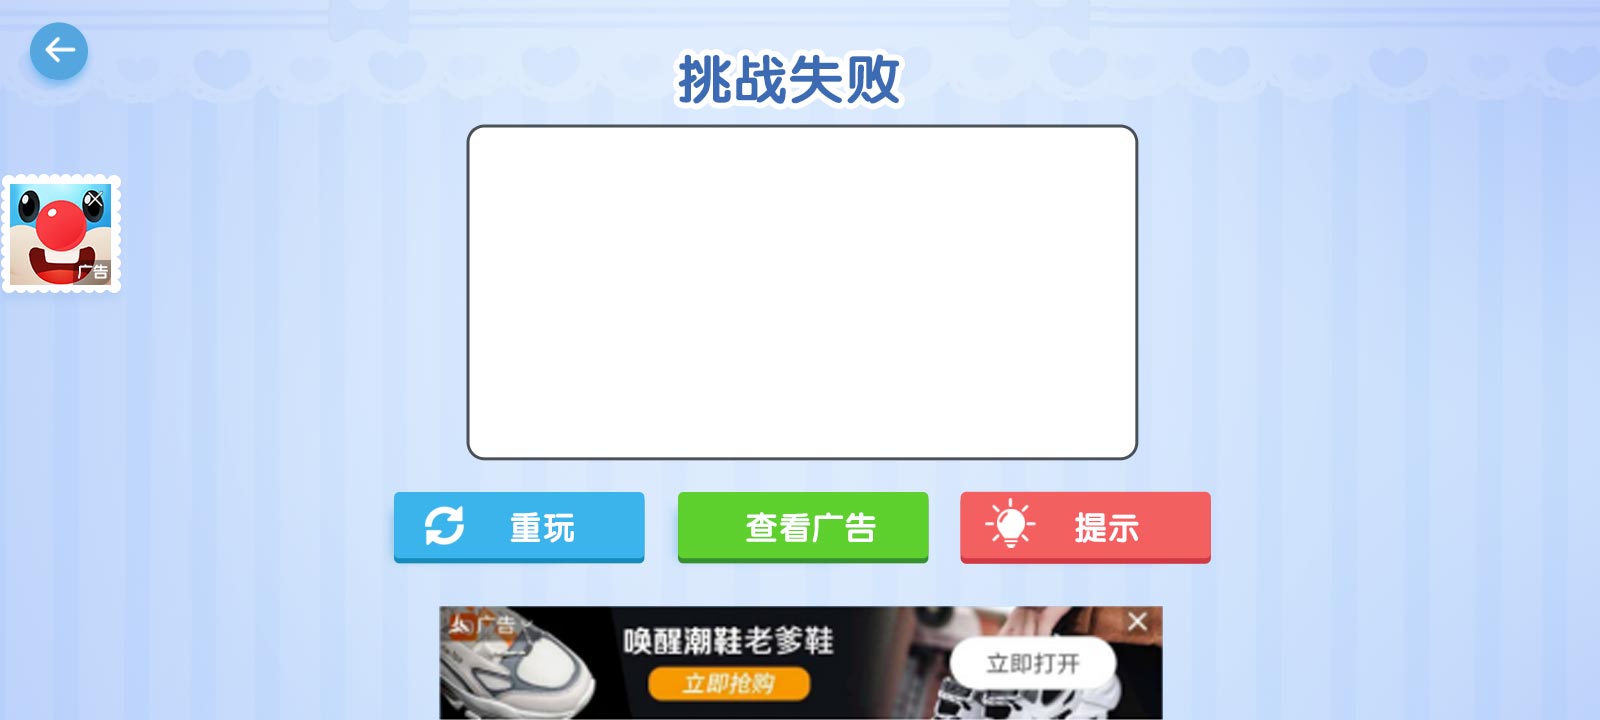 挑战失败
广告
重玩
查看广告
提示
广告
唤醒潮鞋老爹鞋
立即抢购
立即打开